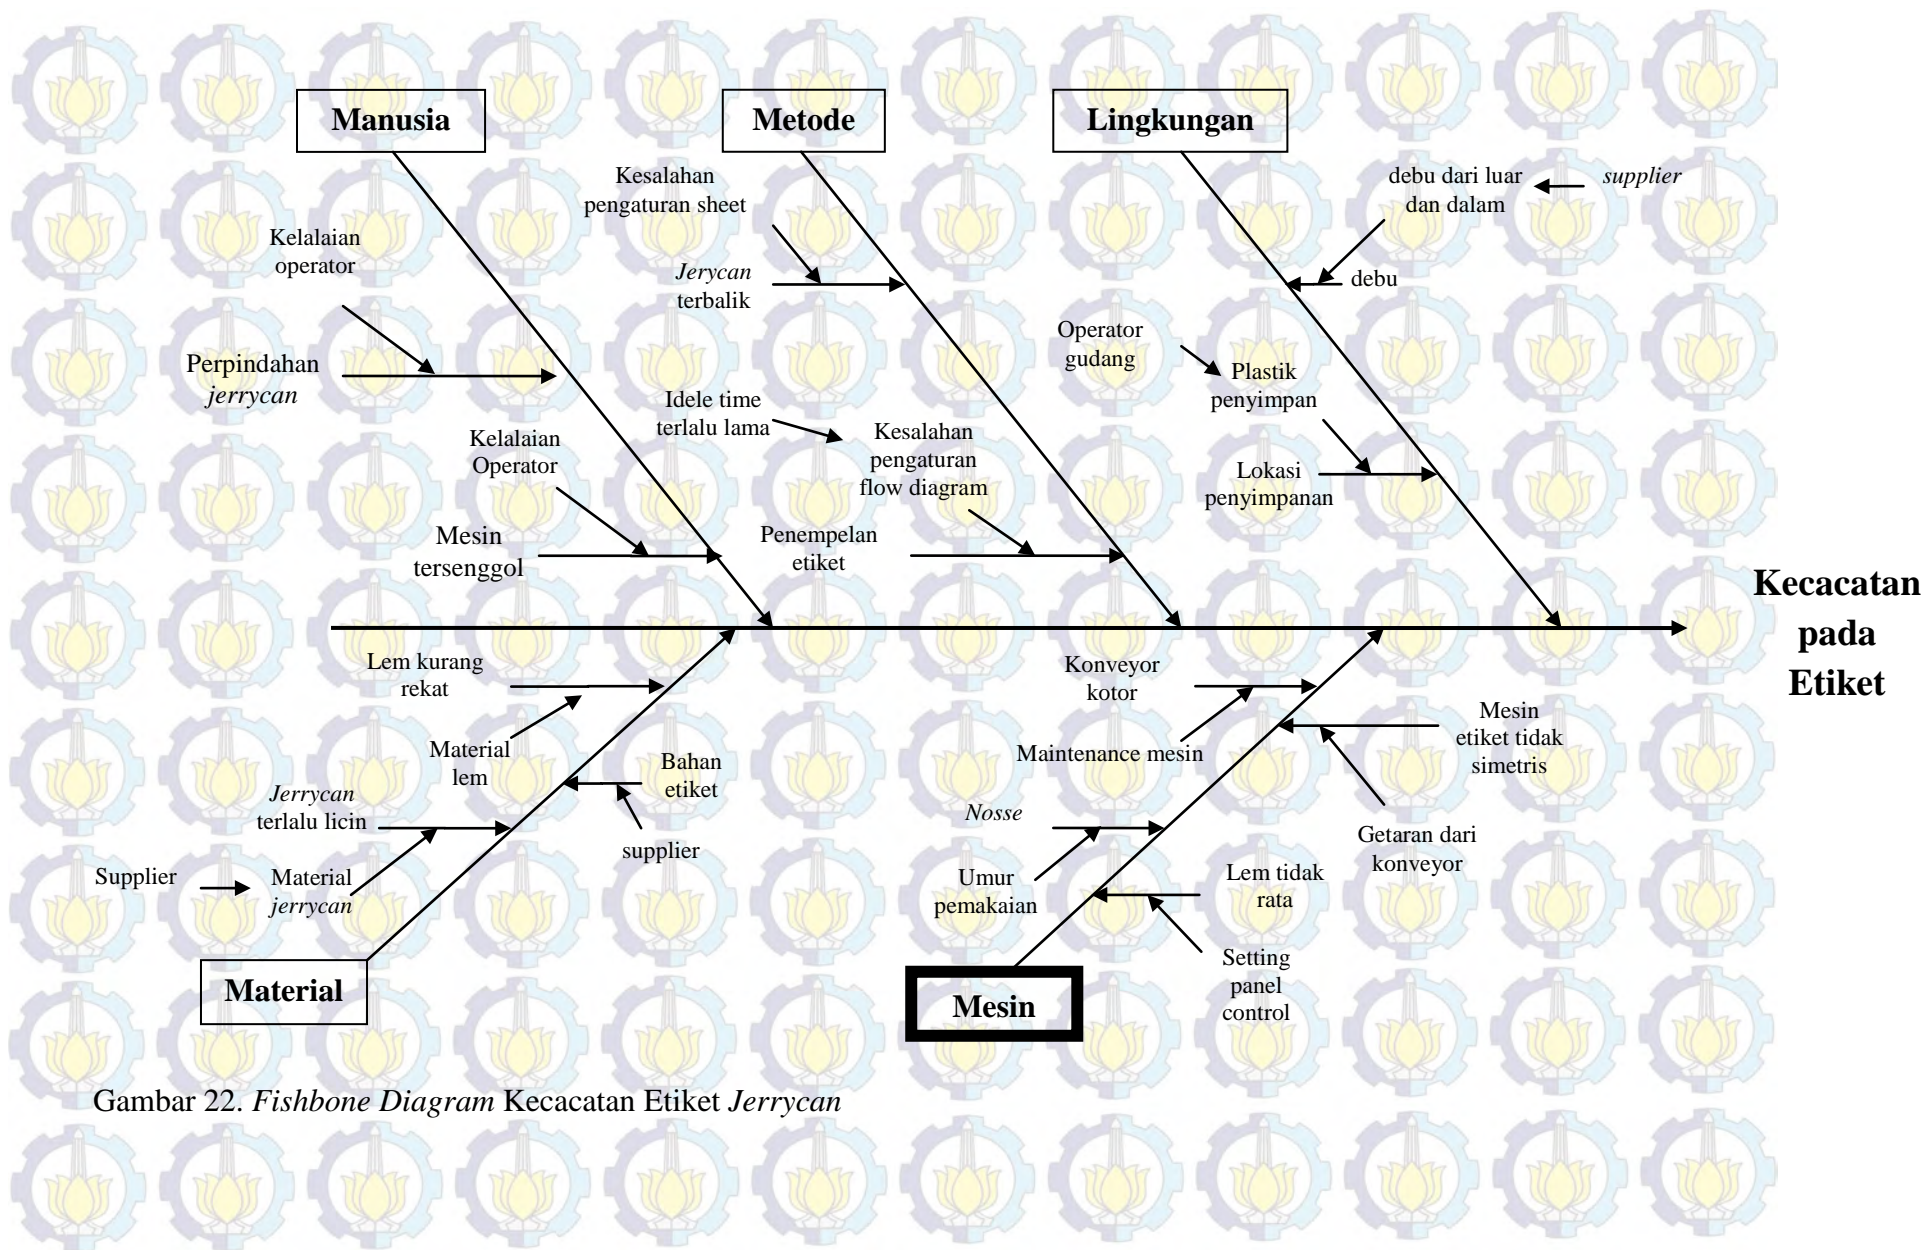 Manusia
Metode
Lingkungan
Kesalahan
pengaturan sheet
debu dari luar
dan dalam
supplier
Kelalaian
operator
Jerycan
terbalik
debu
Perpindahan
jerrycan
Operator
gudang
Plastik
penyimpan
Idele time
terlalu lama
Kelalaian
Operator
Kesalahan
pengaturan
flow diagram
Lokasi
penyimpanan
Mesin
tersenggol
Penempelan
etiket
Kecacatan
pada
Etiket
Lem kurang
rekat
Konveyor
kotor
Material
lem
Bahan
etiket
Maintenance mesin
Mesin
etiket tidak
simetris
Jerrycan
terlalu licin
supplier
Nosse
Getaran dari
konveyor
Supplier
Material
jerrycan
Umur
pemakaian
Lem tidak
rata
Setting
panel
control
Material
Mesin
Gambar 22. Fishbone Diagram Kecacatan Etiket Jerrycan